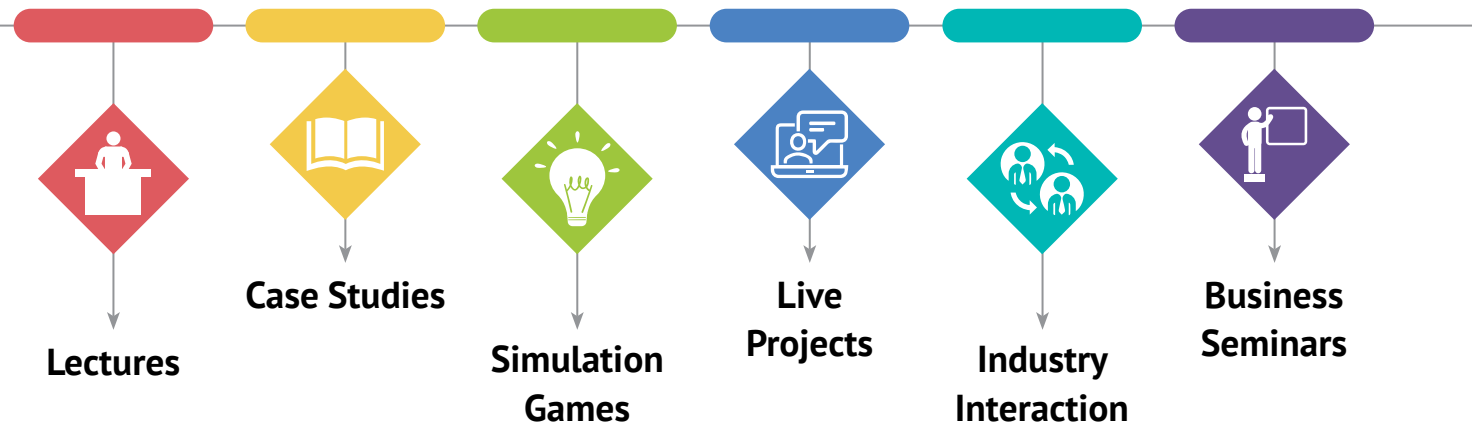 Lectures
Case Studies
Simulation
Games
Live
Projects
Industry
Interaction
Business
Seminars